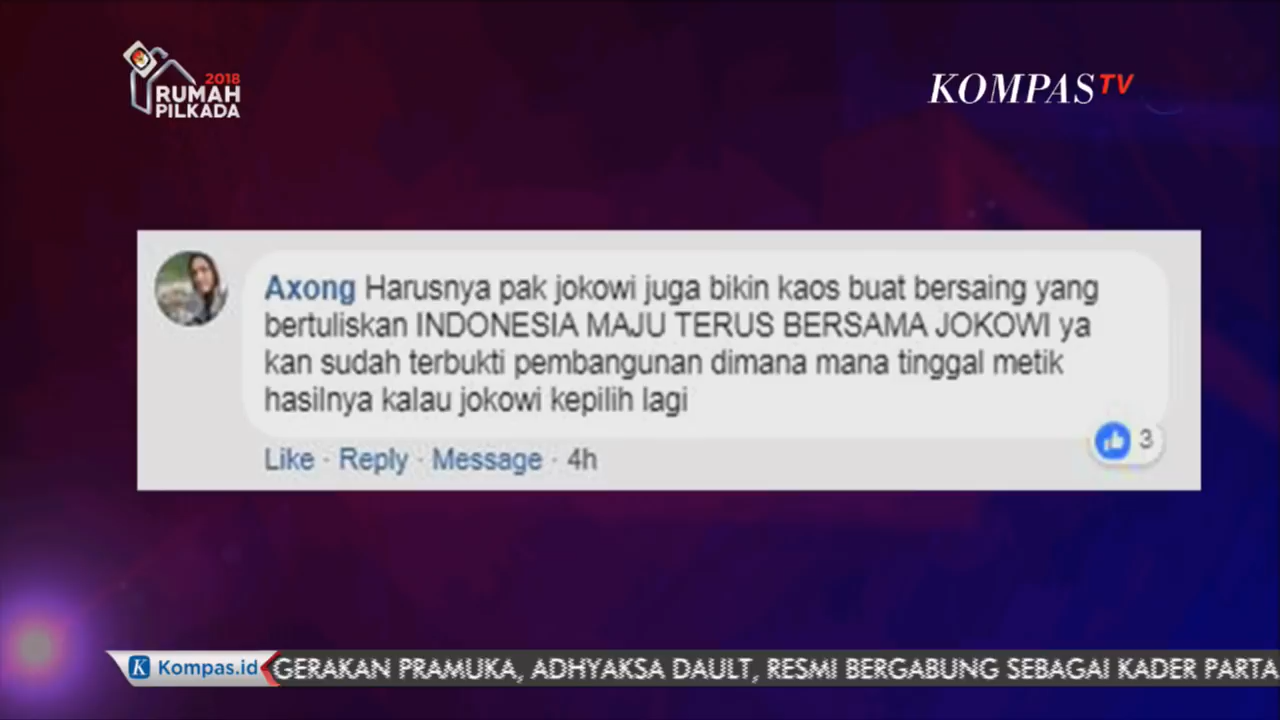 2018
RUMAH
PILKADA
KOMPAS TV
Axong Harusnya pak jokowi juga bikin kaos buat bersaing yang
bertuliskan INDONESIA MAJU TERUS BERSAMA JOKOWI ya
kan sudah terbukti pembangunan dimana mana tinggal metik
hasilnya kalau jokowi kepilih lagi
Like · Reply · Message · 4h
3
K Kompas.id
GERAKAN PRAMUKA, ADHYAKSA DAULT, RESMI BERGABUNG SEBAGAI KADER PARTA